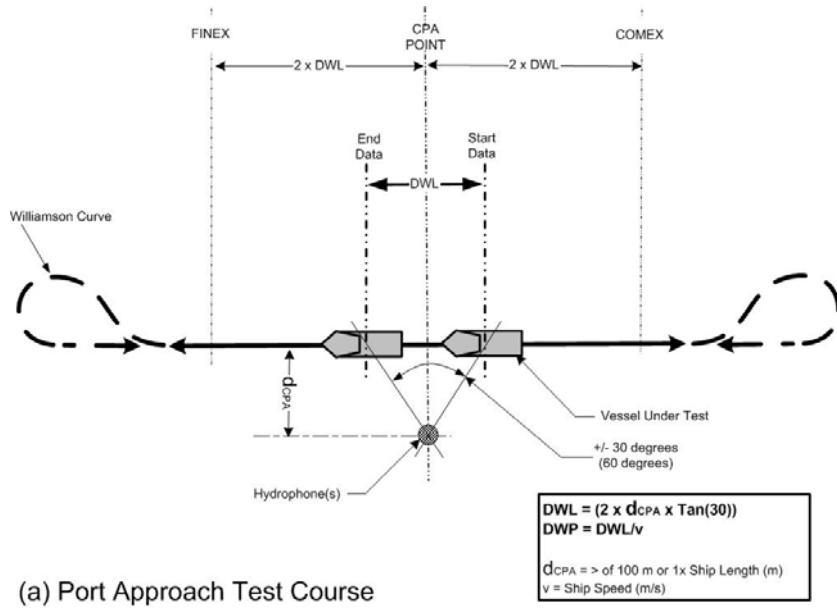 FINEX
CPA
POINT
COMEX
2 x DWL
2 x DWL
End
Data
Start
Data
DWL
Williamson Curve
dCPA
Vessel Under Test
+/- 30 degrees
(60 degrees)
Hydrophone(s)
DWL = (2 x dCPA x Tan(30))
DWP = DWL/v
dCPA = > of 100 m or 1x Ship Length (m)
v = Ship Speed (m/s)
(a) Port Approach Test Course